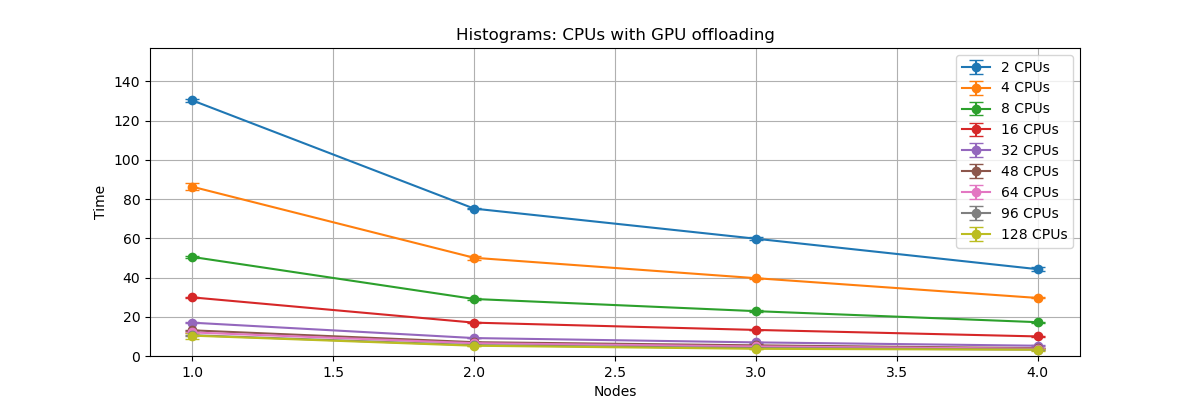 Histograms: CPUs with GPU offloading
Time
140
120
100
80
60
40
20
0
1.0 1.5 2.0 2.5 3.0 3.5 4.0
Nodes
2 CPUs
4 CPUs
8 CPUs
16 CPUs
32 CPUs
48 CPUs
64 CPUs
96 CPUs
128 CPUs